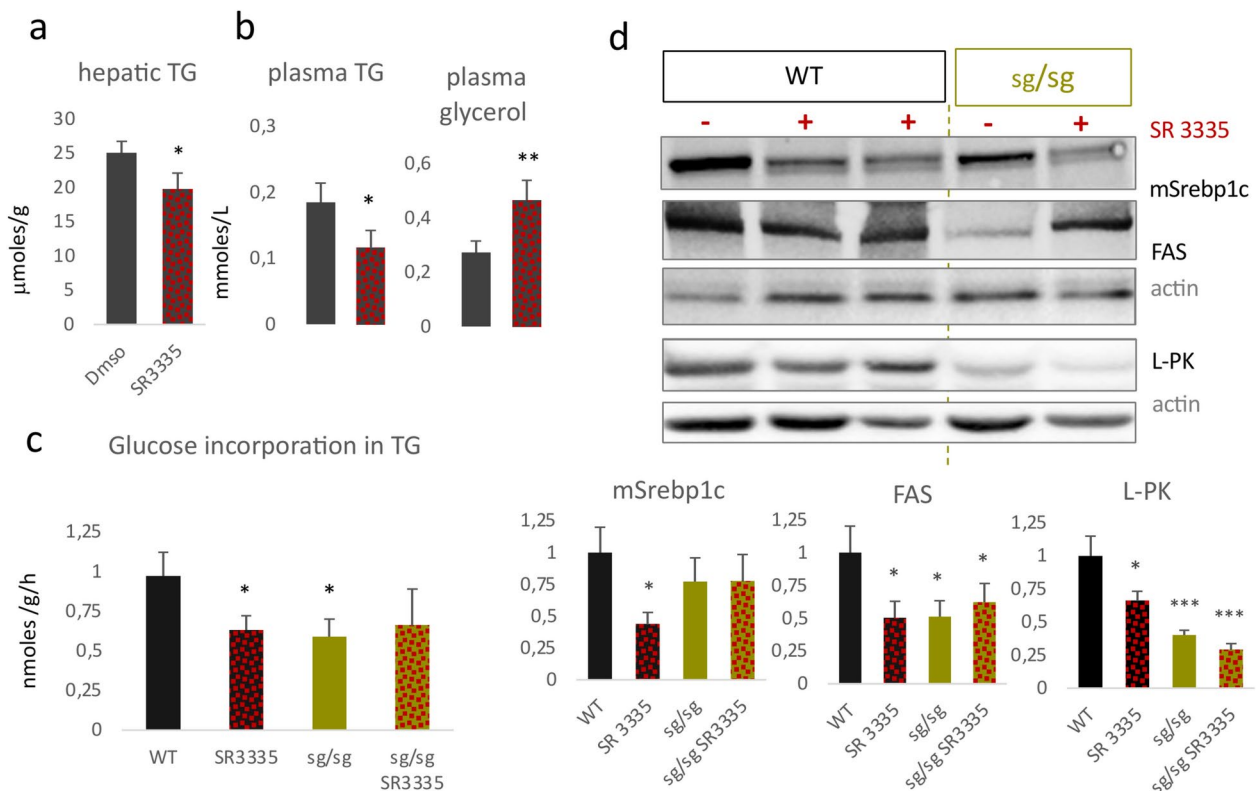 a
hepatic TG
μmoles/g
30
25
20
15
10
5
0
*
Dmso
SR3335
b
plasma TG
mmoles/L
0,3
0,2
0,1
0
*
plasma
glycerol
0,6
0,4
0,2
0
**
c
Glucose incorporation in TG
nmoles /g/h
1,25
1
0,75
0,5
0,25
0
*
*
WT
SR3335
sg/sg
sg/sg
SR3335
d
WT
sg/sg
- + + - +
SR 3335
mSrebp1c
FAS
actin
L-PK
actin
mSrebp1c
1,25
1
0,75
0,5
0,25
0
*
WT
SR 3335
sg/sg
sg/sg SR3335
FAS
1,25
1
0,75
0,5
0,25
0
*
*
*
WT
SR 3335
sg/sg
sg/sg SR3335
L-PK
1,25
1
0,75
0,5
0,25
0
*
***
***
WT
SR 3335
sg/sg
sg/sg SR3335